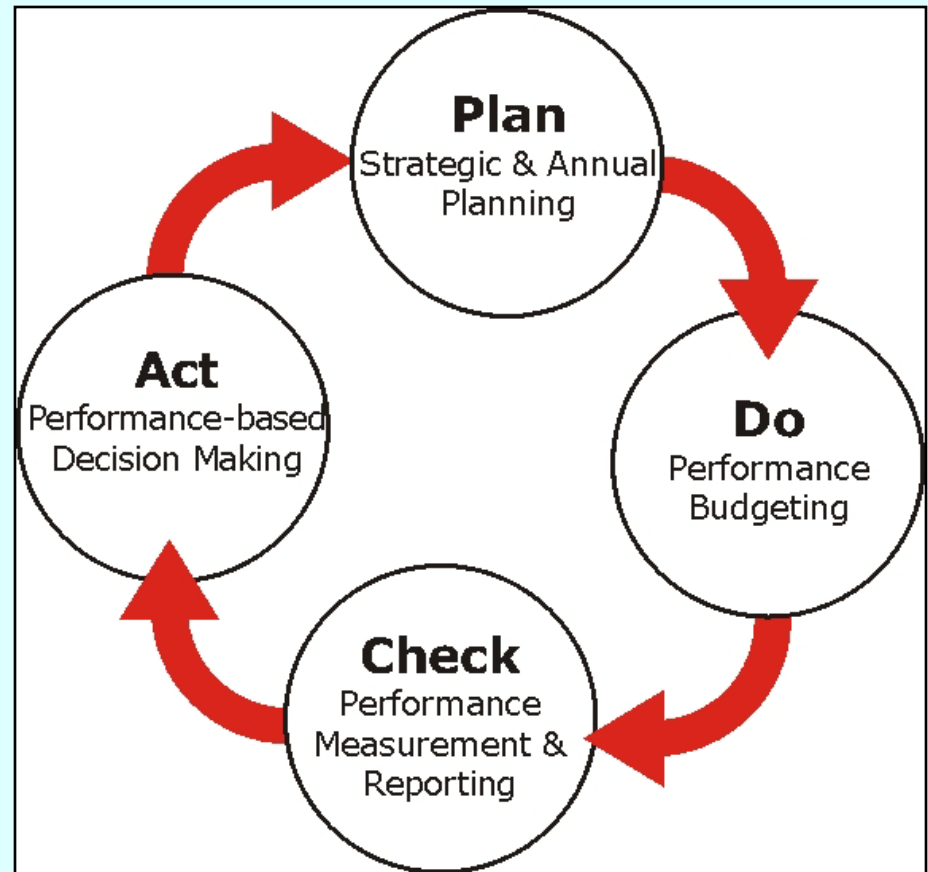 Plan
Strategic & Annual
Planning
Do
Performance
Budgeting
Check
Performance
Measurement &
Reporting
Act
Performance-based
Decision Making